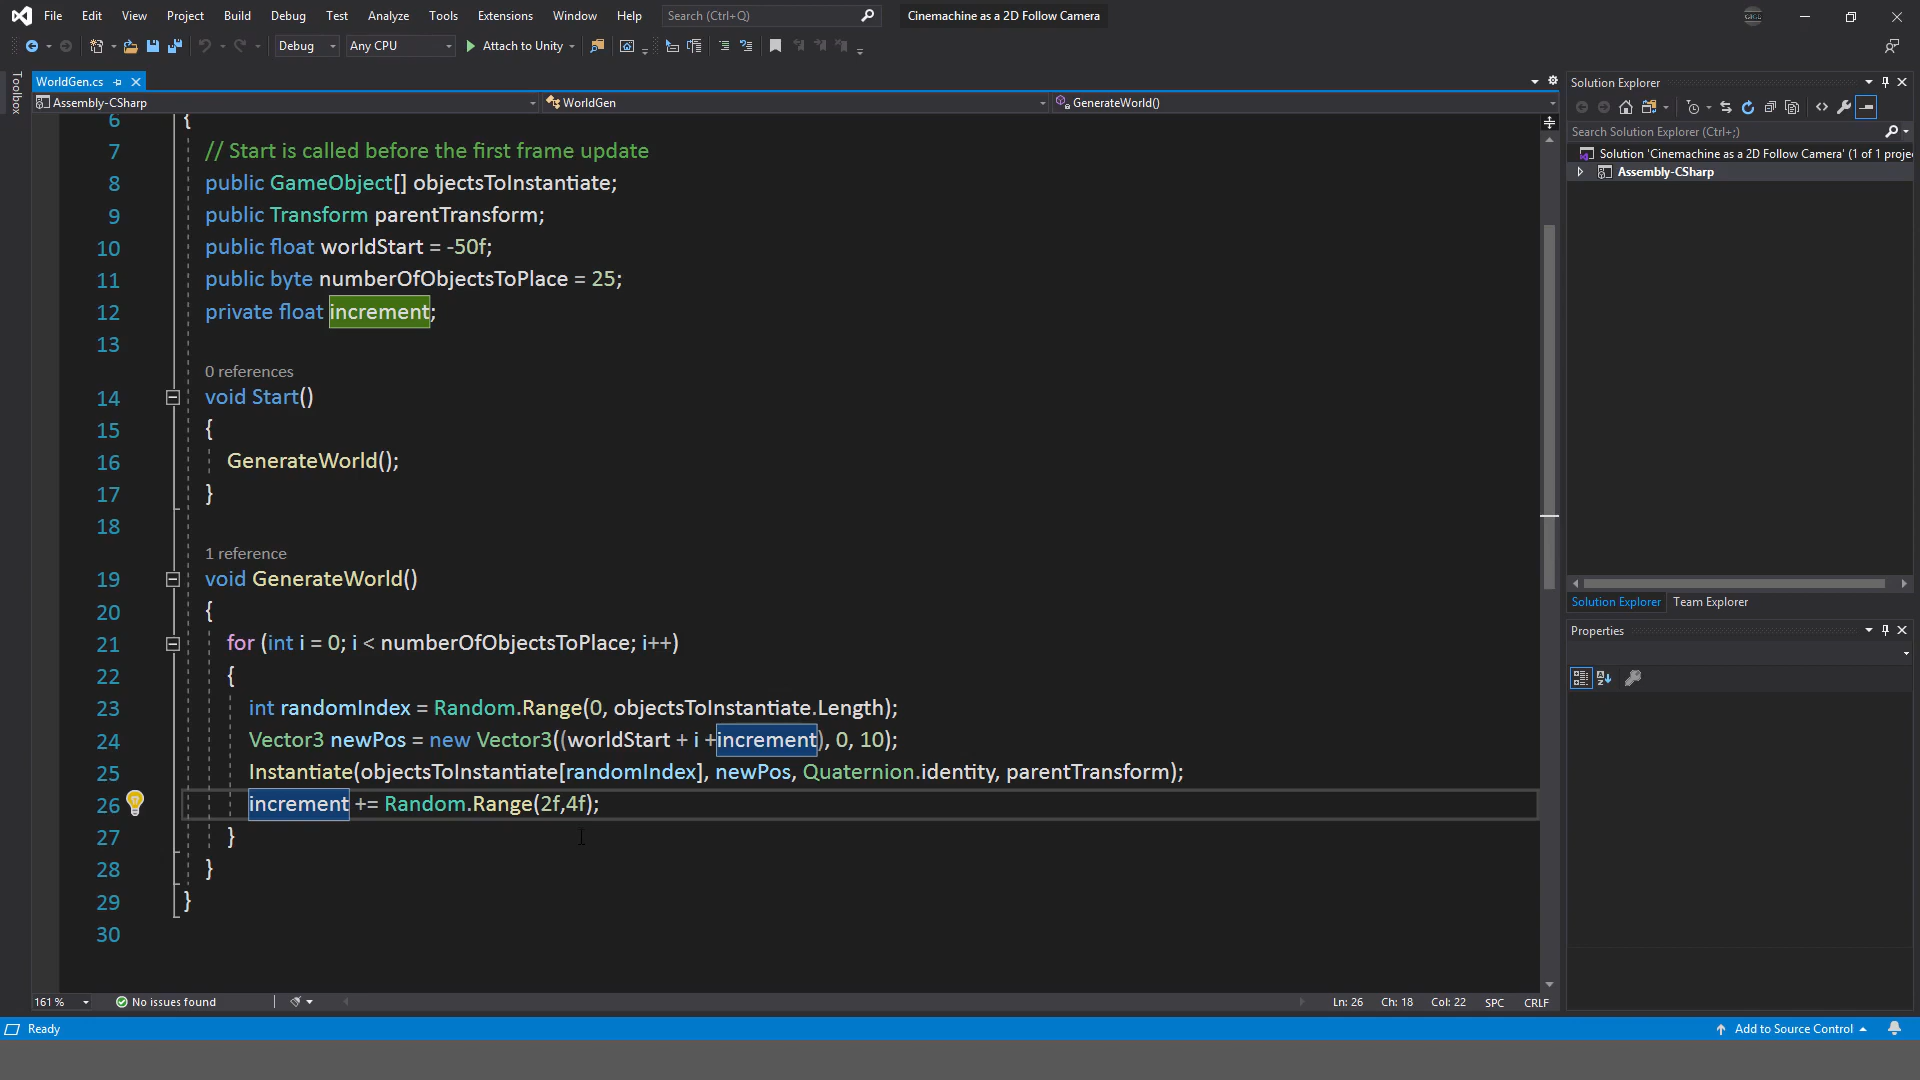 File Edit View Project Build Debug Test Analyze Tools Extensions Window Help Search (Ctrl+Q) Cinemachine as a 2D Follow Camera
Debug Any CPU Attach to Unity
Toolbox
WorldGen.cs
Assembly-CSharp WorldGen GenerateWorld()
6 {
7 // Start is called before the first frame update
8 public GameObject[] objectsToInstantiate;
9 public Transform parentTransform;
10 public float worldStart = -50f;
11 public byte numberOfObjectsToPlace = 25;
12 private float increment;
13
0 references
14 void Start()
15 {
16 GenerateWorld();
17 }
18
1 reference
19 void GenerateWorld()
20 {
21 for (int i = 0; i < numberOfObjectsToPlace; i++)
22 {
23 int randomIndex = Random.Range(0, objectsToInstantiate.Length);
24 Vector3 newPos = new Vector3((worldStart + i +increment), 0, 10);
25 Instantiate(objectsToInstantiate[randomIndex], newPos, Quaternion.identity, parentTransform);
26 increment += Random.Range(2f,4f);
27 }
28 }
29 }
30
161 % No issues found Ln: 26 Ch: 18 Col: 22 SPC CRLF
Solution Explorer
Search Solution Explorer (Ctrl+;)
Solution 'Cinemachine as a 2D Follow Camera' (1 of 1 proje
Assembly-CSharp
Solution Explorer Team Explorer
Properties
Ready Add to Source Control